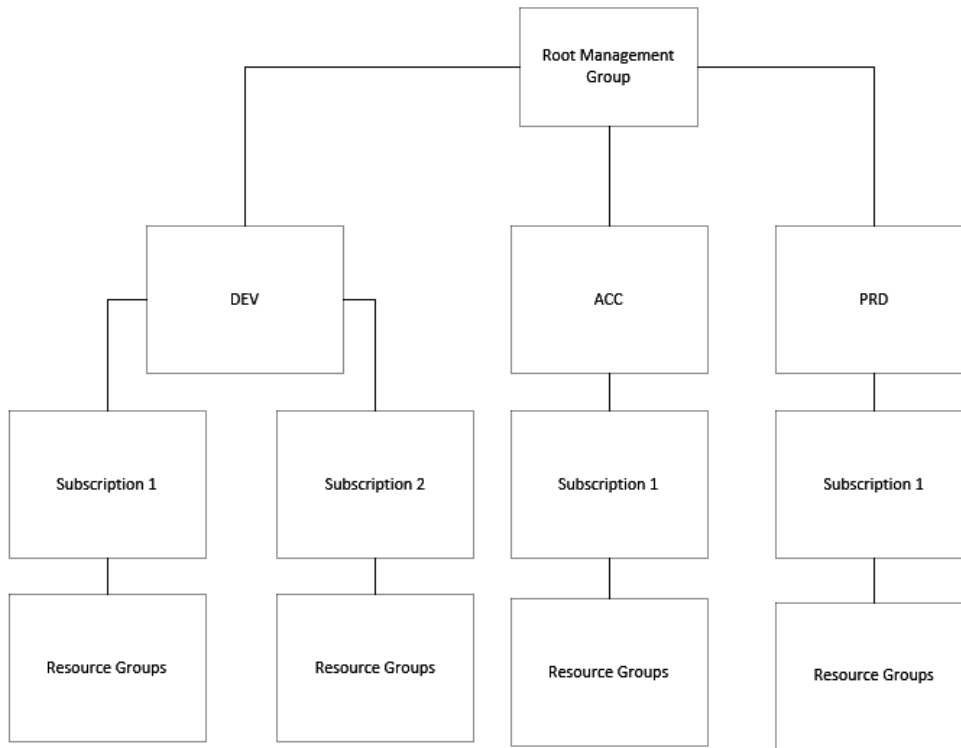 Root Management
Group
DEV
ACC
PRD
Subscription 1
Subscription 2
Subscription 1
Subscription 1
Resource Groups
Resource Groups
Resource Groups
Resource Groups